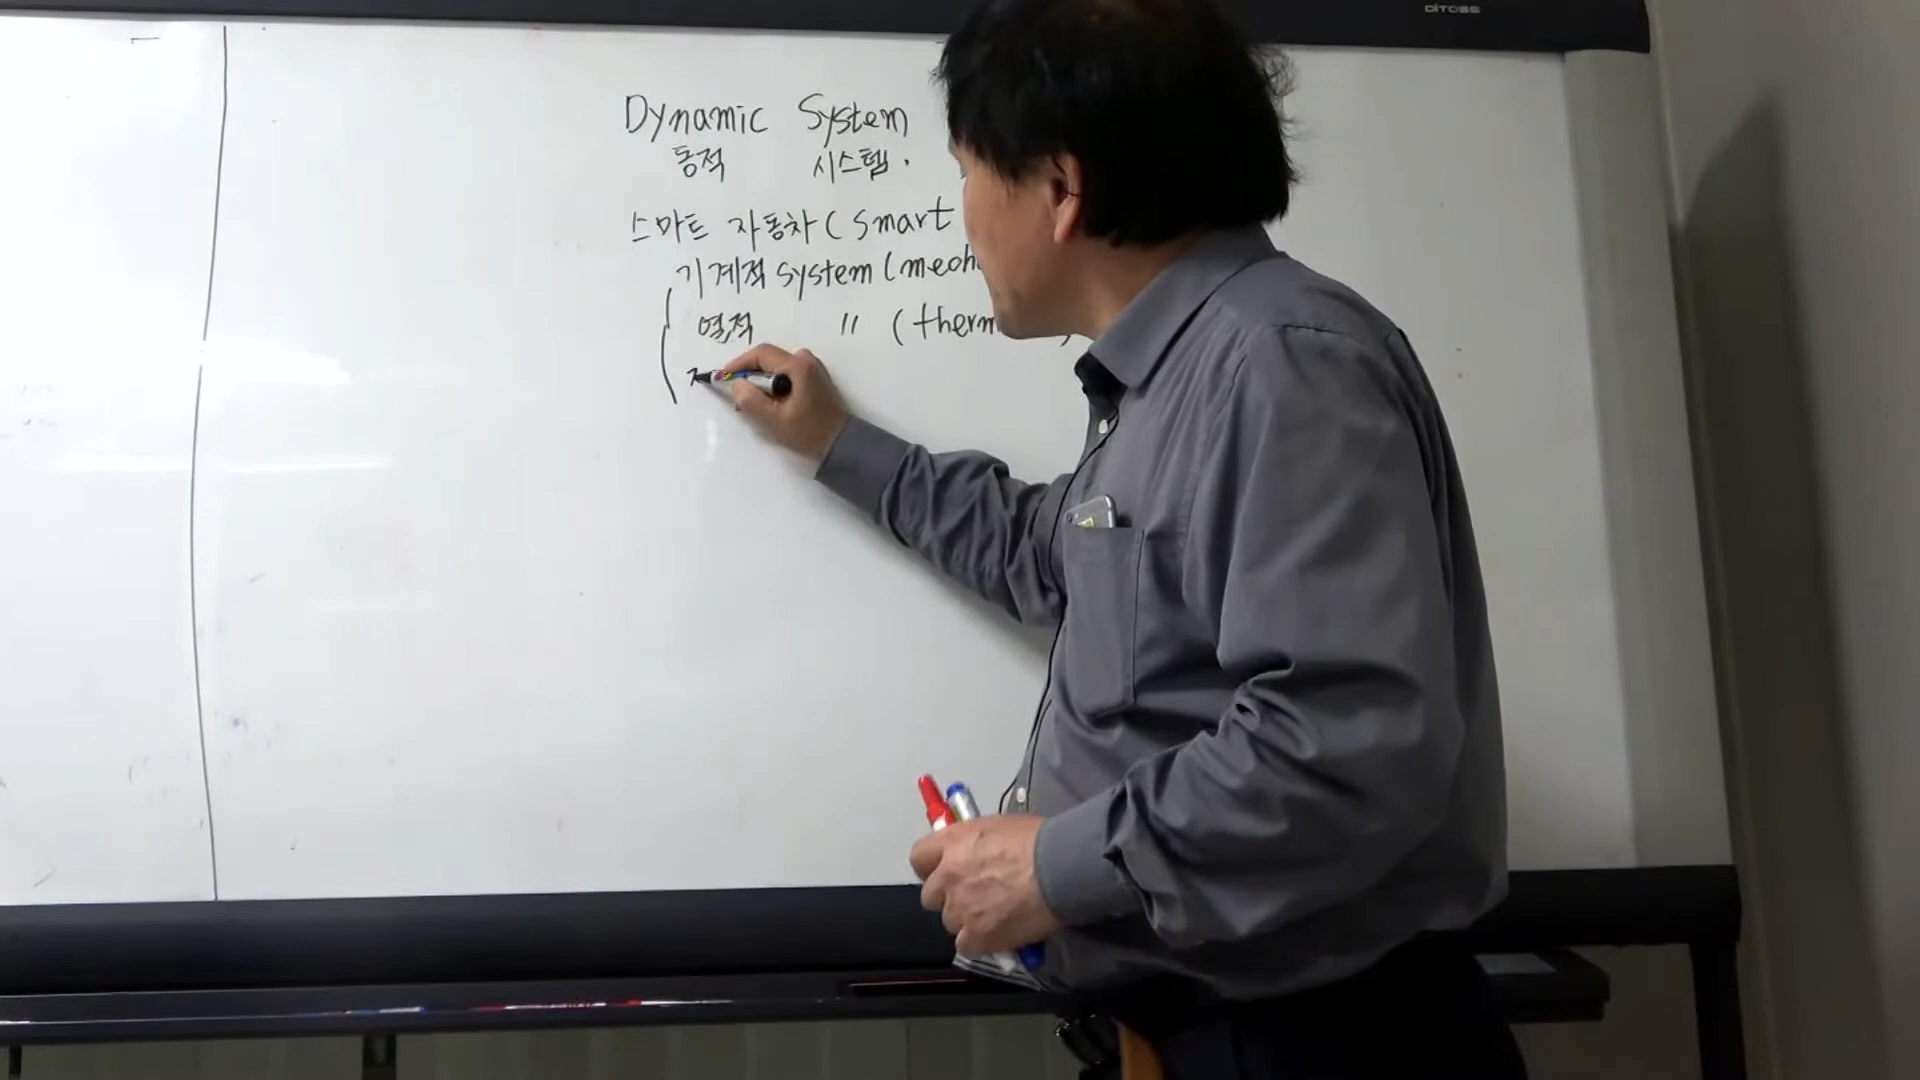 DITOSS
Dynamic System
동적 시스템.
스마트 자동차 ( smart
기계적 system (mech
열적 〃 (therm